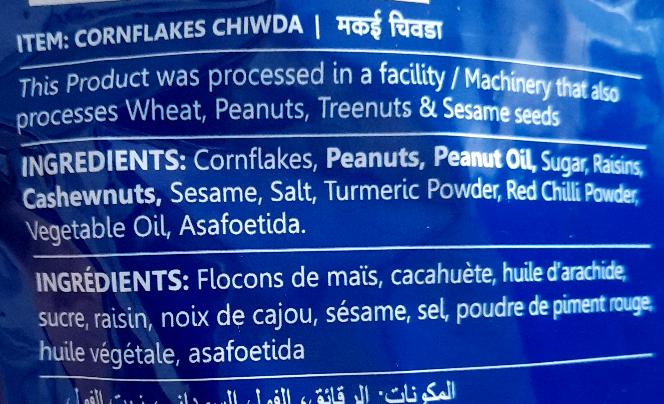 ITEM: CORNFLAKES CHIWDA | मकई चिवडा
This Product was processed in a facility / Machinery that also
processes Wheat, Peanuts, Treenuts & Sesame seeds
INGREDIENTS: Cornflakes, Peanuts, Peanut Oil, Sugar, Raisins,
Cashewnuts, Sesame, Salt, Turmeric Powder, Red Chilli Powder,
Vegetable Oil, Asafoetida.
INGRÉDIENTS: Flocons de maïs, cacahuète, huile d'arachide,
sucre, raisin, noix de cajou, sésame, sel, poudre de piment rouge,
huile végétale, asafoetida
المكونات: الرقائق،